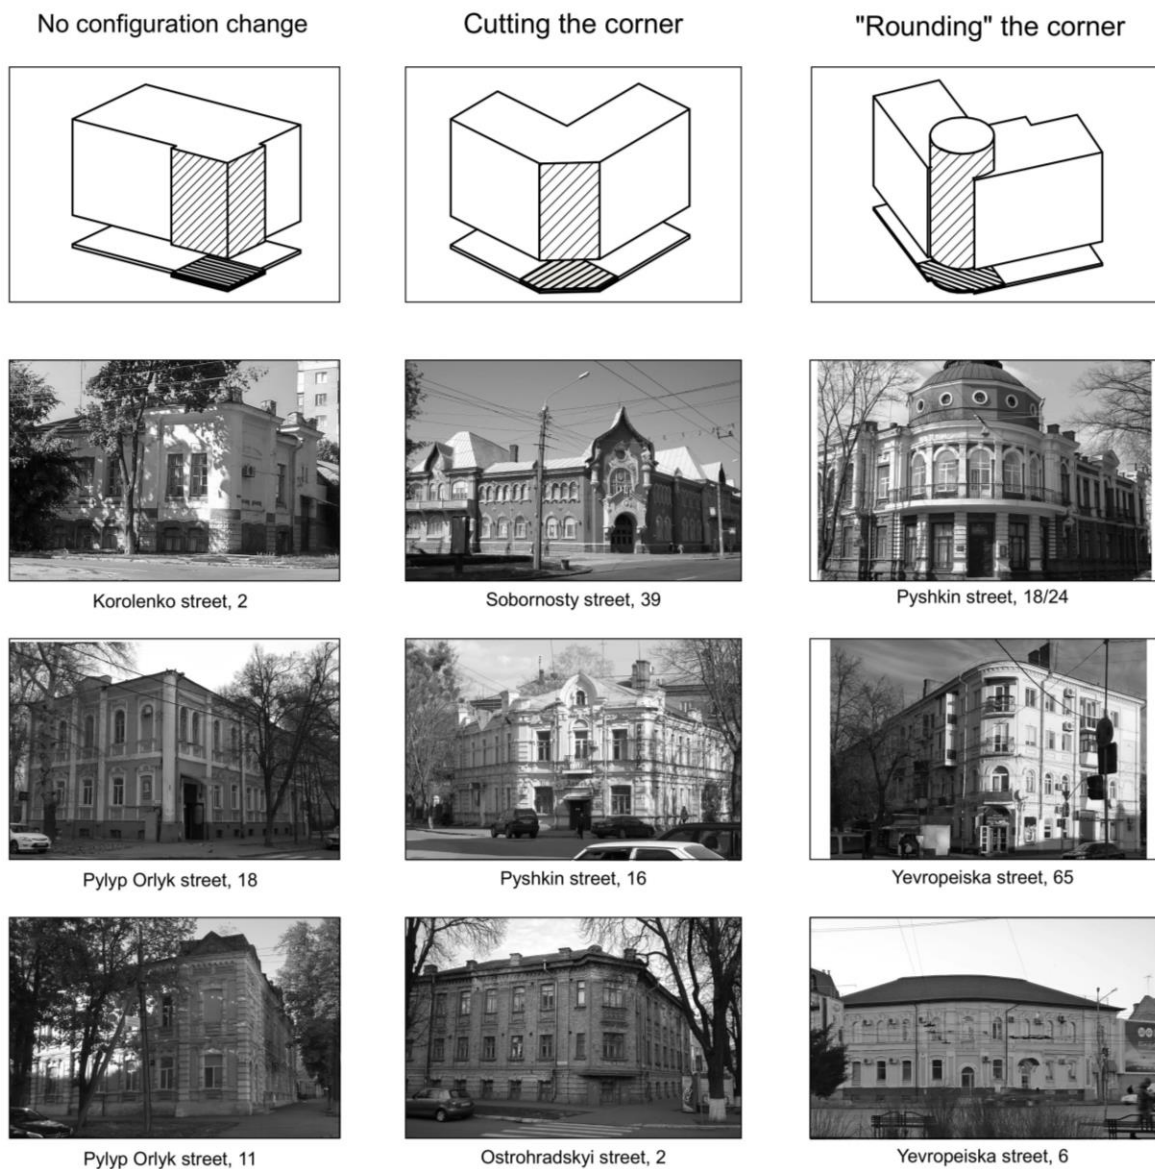 No configuration change
Cutting the corner
"Rounding" the corner
Korolenko street, 2
Sobornosty street, 39
Pyshkin street, 18/24
Pylyp Orlyk street, 18
Pyshkin street, 16
Yevropeiska street, 65
Pylyp Orlyk street, 11
Ostrohradskyi street, 2
Yevropeiska street, 6